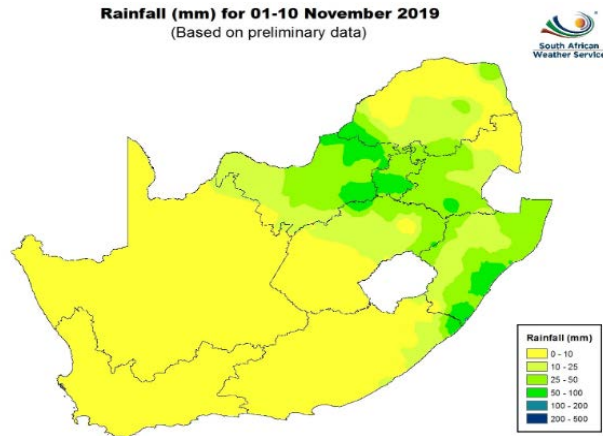 Rainfall (mm) for 01-10 November 2019
(Based on preliminary data)
South African
Weather Service
Rainfall (mm)
0 - 10
10 - 25
25 - 50
50 - 100
100 - 200
200 - 500